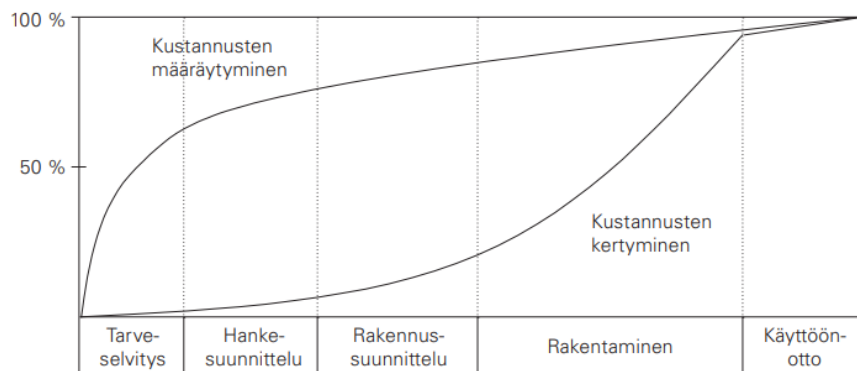 100 %
Kustannusten
määräytyminen
50 %
Kustannusten
kertyminen
Tarve-
selvitys
Hanke-
suunnittelu
Rakennus-
suunnittelu
Rakentaminen
Käyttöön-
otto